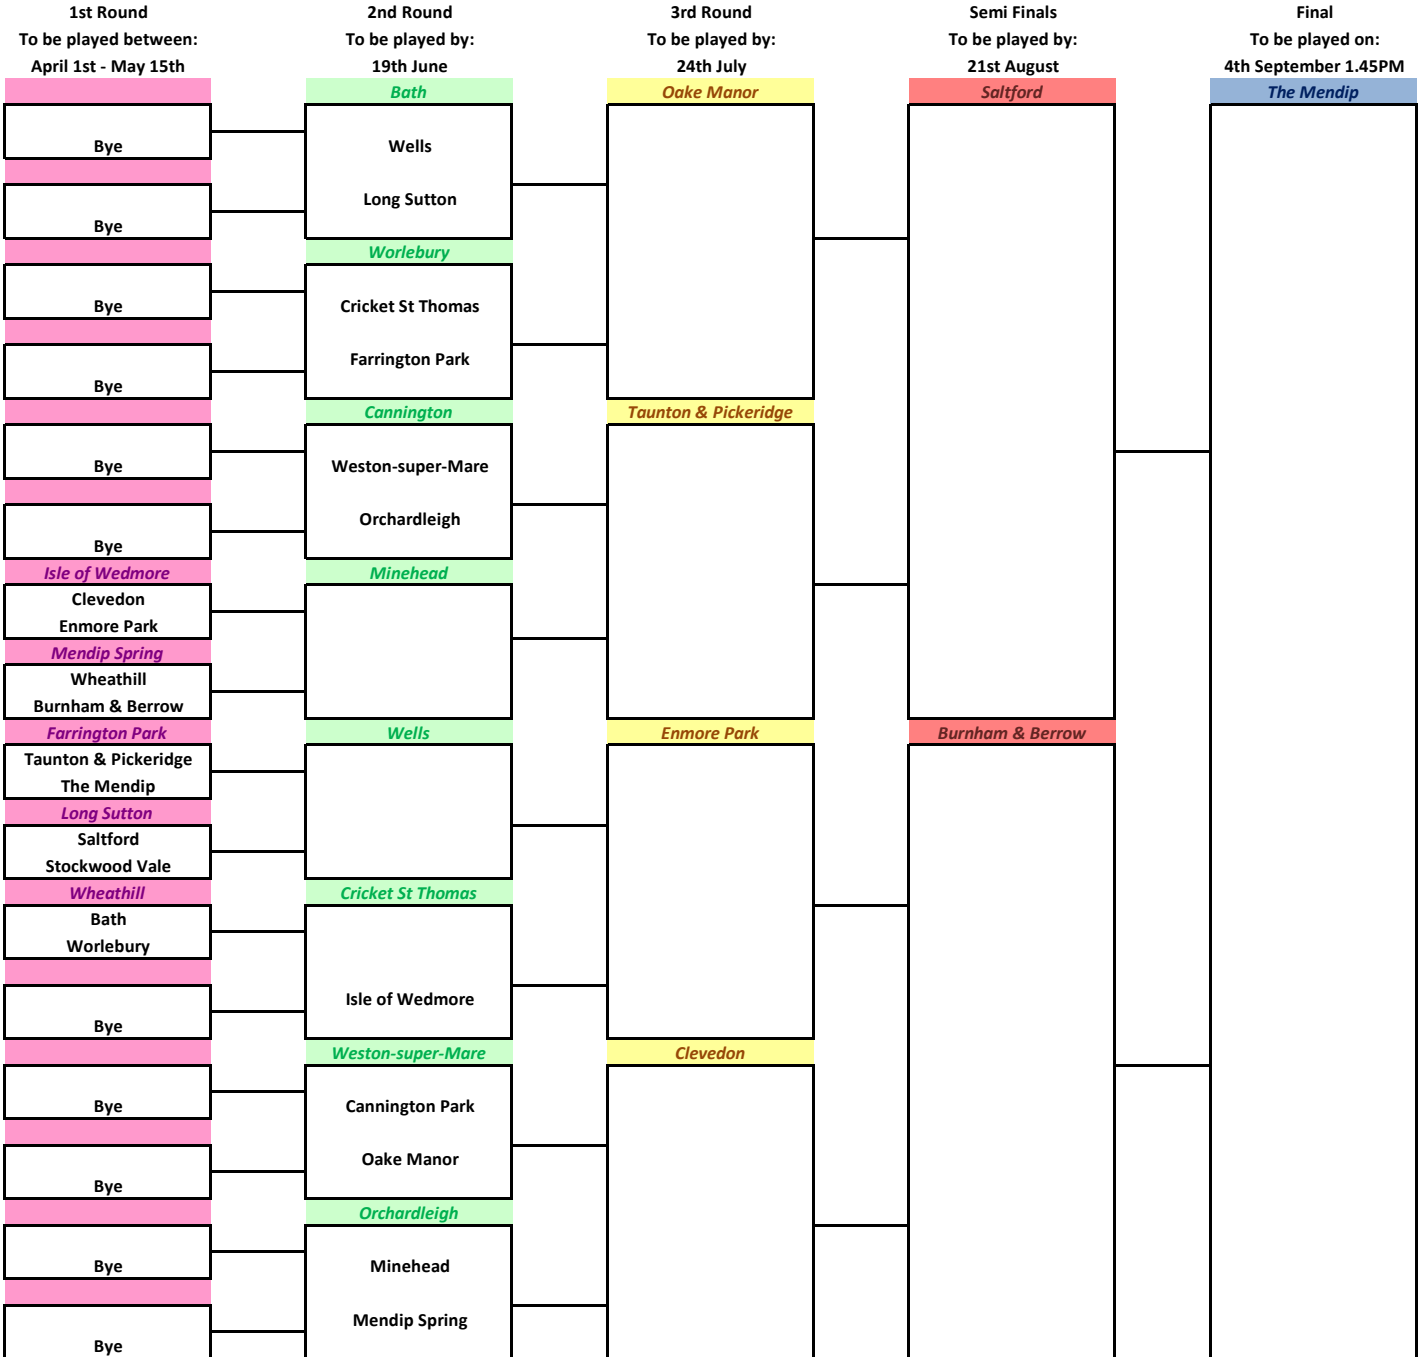 1st Round
To be played between:
April 1st - May 15th
Bye
Bye
Bye
Bye
Bye
Bye
Isle of Wedmore
Clevedon
Enmore Park
Mendip Spring
Wheathill
Burnham & Berrow
Farrington Park
Taunton & Pickeridge
The Mendip
Long Sutton
Saltford
Stockwood Vale
Wheathill
Bath
Worlebury
Bye
Bye
Bye
Bye
Bye
2nd Round
To be played by:
19th June
Bath
Wells
Long Sutton
Worlebury
Cricket St Thomas
Farrington Park
Cannington
Weston-super-Mare
Orchardleigh
Minehead
Wells
Cricket St Thomas
Isle of Wedmore
Weston-super-Mare
Cannington Park
Oake Manor
Orchardleigh
Minehead
Mendip Spring
3rd Round
To be played by:
24th July
Oake Manor
Taunton & Pickeridge
Enmore Park
Clevedon
Semi Finals
To be played by:
21st August
Saltford
Burnham & Berrow
Final
To be played on:
4th September 1.45PM
The Mendip